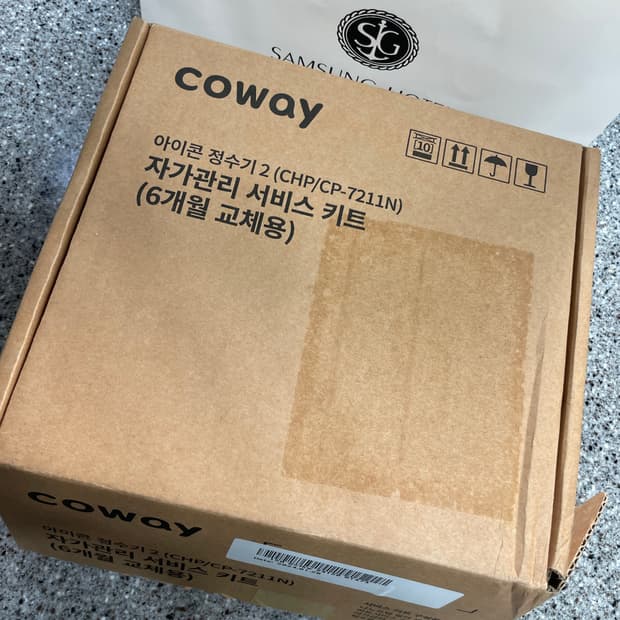 SG
SAMSUNG HOTE
coway
아이콘 정수기 2 (CHP/CP-7211N)
자가관리 서비스 키트
(6개월 교체용)
10
coway
아이콘 정수기 2 (CHP/CP-7211N)
자가관리 서비스 키트
(6개월 교체용)